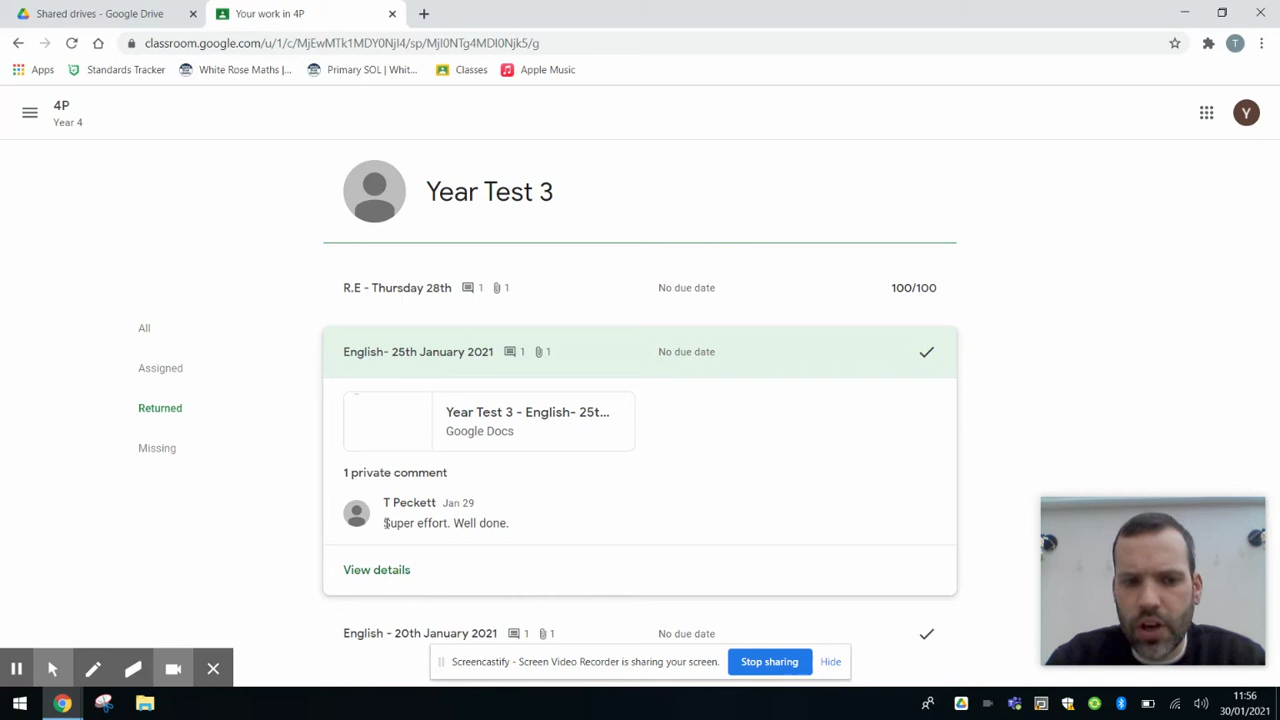 Shared drives - Google Drive
Your work in 4P
classroom.google.com/u/1/c/MjEwMTk1MDY0NjI4/sp/MjI0NTg4MDI0Njk5/g
T
Apps
Standards Tracker
White Rose Maths |...
Primary SOL | Whit...
Classes
Apple Music
4P
Year 4
Y
Year Test 3
R.E - Thursday 28th 1 1 No due date 100/100
All
Assigned
Returned
Missing
English- 25th January 2021 1 1 No due date
Year Test 3 - English- 25t...
Google Docs
1 private comment
T Peckett Jan 29
Super effort. Well done.
View details
English - 20th January 2021 1 1 No due date
Screencastify - Screen Video Recorder is sharing your screen. Stop sharing Hide
11:56
30/01/2021